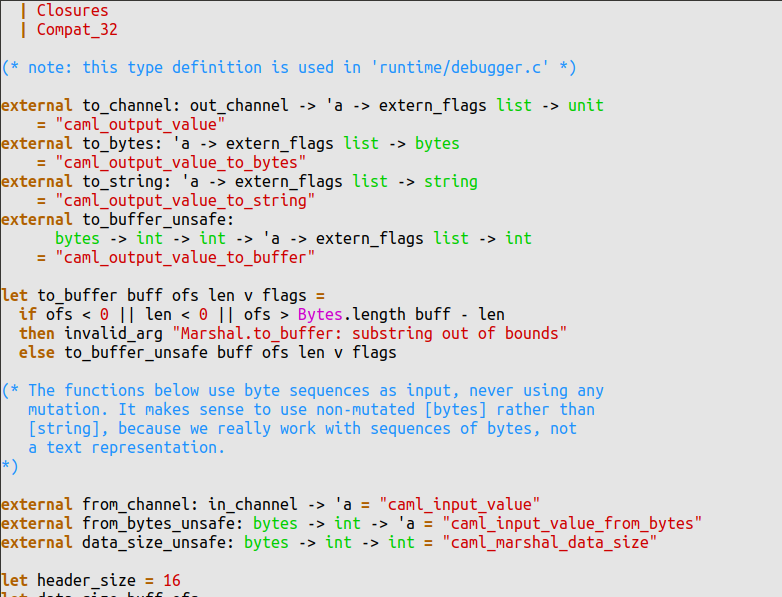 | Closures
| Compat_32
(* note: this type definition is used in 'runtime/debugger.c' *)
external to_channel: out_channel -> 'a -> extern_flags list -> unit
= "caml_output_value"
external to_bytes: 'a -> extern_flags list -> bytes
= "caml_output_value_to_bytes"
external to_string: 'a -> extern_flags list -> string
= "caml_output_value_to_string"
external to_buffer_unsafe:
bytes -> int -> int -> 'a -> extern_flags list -> int
= "caml_output_value_to_buffer"
let to_buffer buff ofs len v flags =
if ofs < 0 || len < 0 || ofs > Bytes.length buff - len
then invalid_arg "Marshal.to_buffer: substring out of bounds"
else to_buffer_unsafe buff ofs len v flags
(* The functions below use byte sequences as input, never using any
mutation. It makes sense to use non-mutated [bytes] rather than
[string], because we really work with sequences of bytes, not
a text representation.
*)
external from_channel: in_channel -> 'a = "caml_input_value"
external from_bytes_unsafe: bytes -> int -> 'a = "caml_input_value_from_bytes"
external data_size_unsafe: bytes -> int -> int = "caml_marshal_data_size"
let header_size = 16
let data_size buff ofs